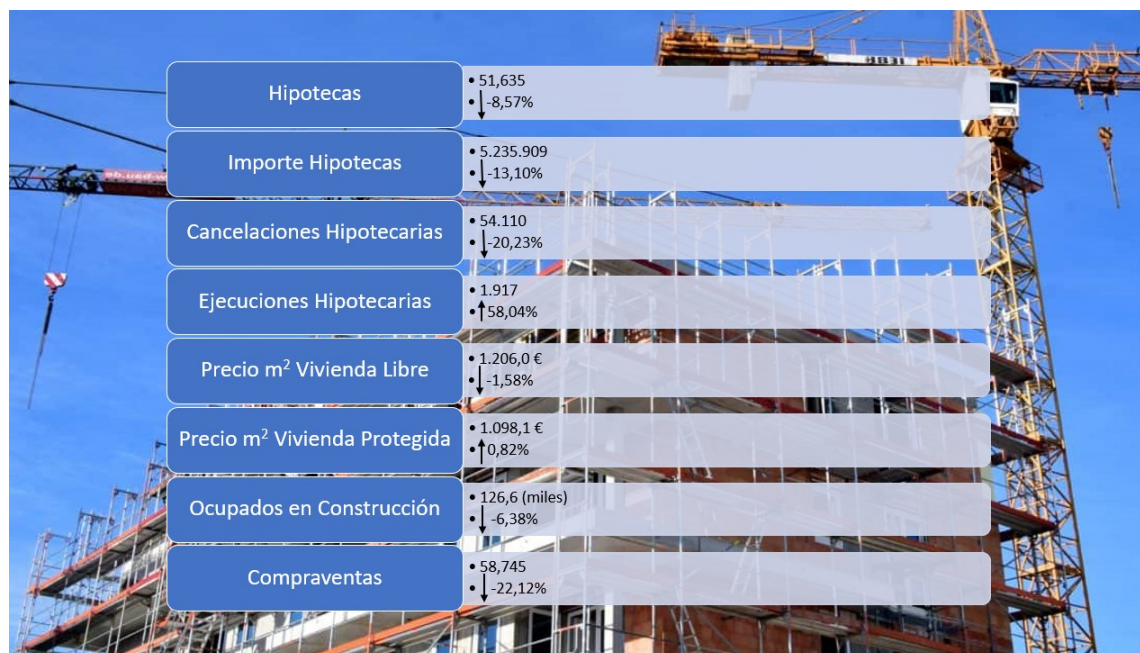 Hipotecas
• 51,635
• ↓-8,57%
Importe Hipotecas
• 5.235.909
• ↓-13,10%
Cancelaciones Hipotecarias
• 54.110
• ↓-20,23%
Ejecuciones Hipotecarias
• 1.917
• ↑58,04%
Precio m² Vivienda Libre
• 1.206,0 €
• ↓-1,58%
Precio m² Vivienda Protegida
• 1.098,1 €
• ↑0,82%
Ocupados en Construcción
• 126,6 (miles)
• ↓ -6,38%
Compraventas
• 58,745
• ↓-22,12%